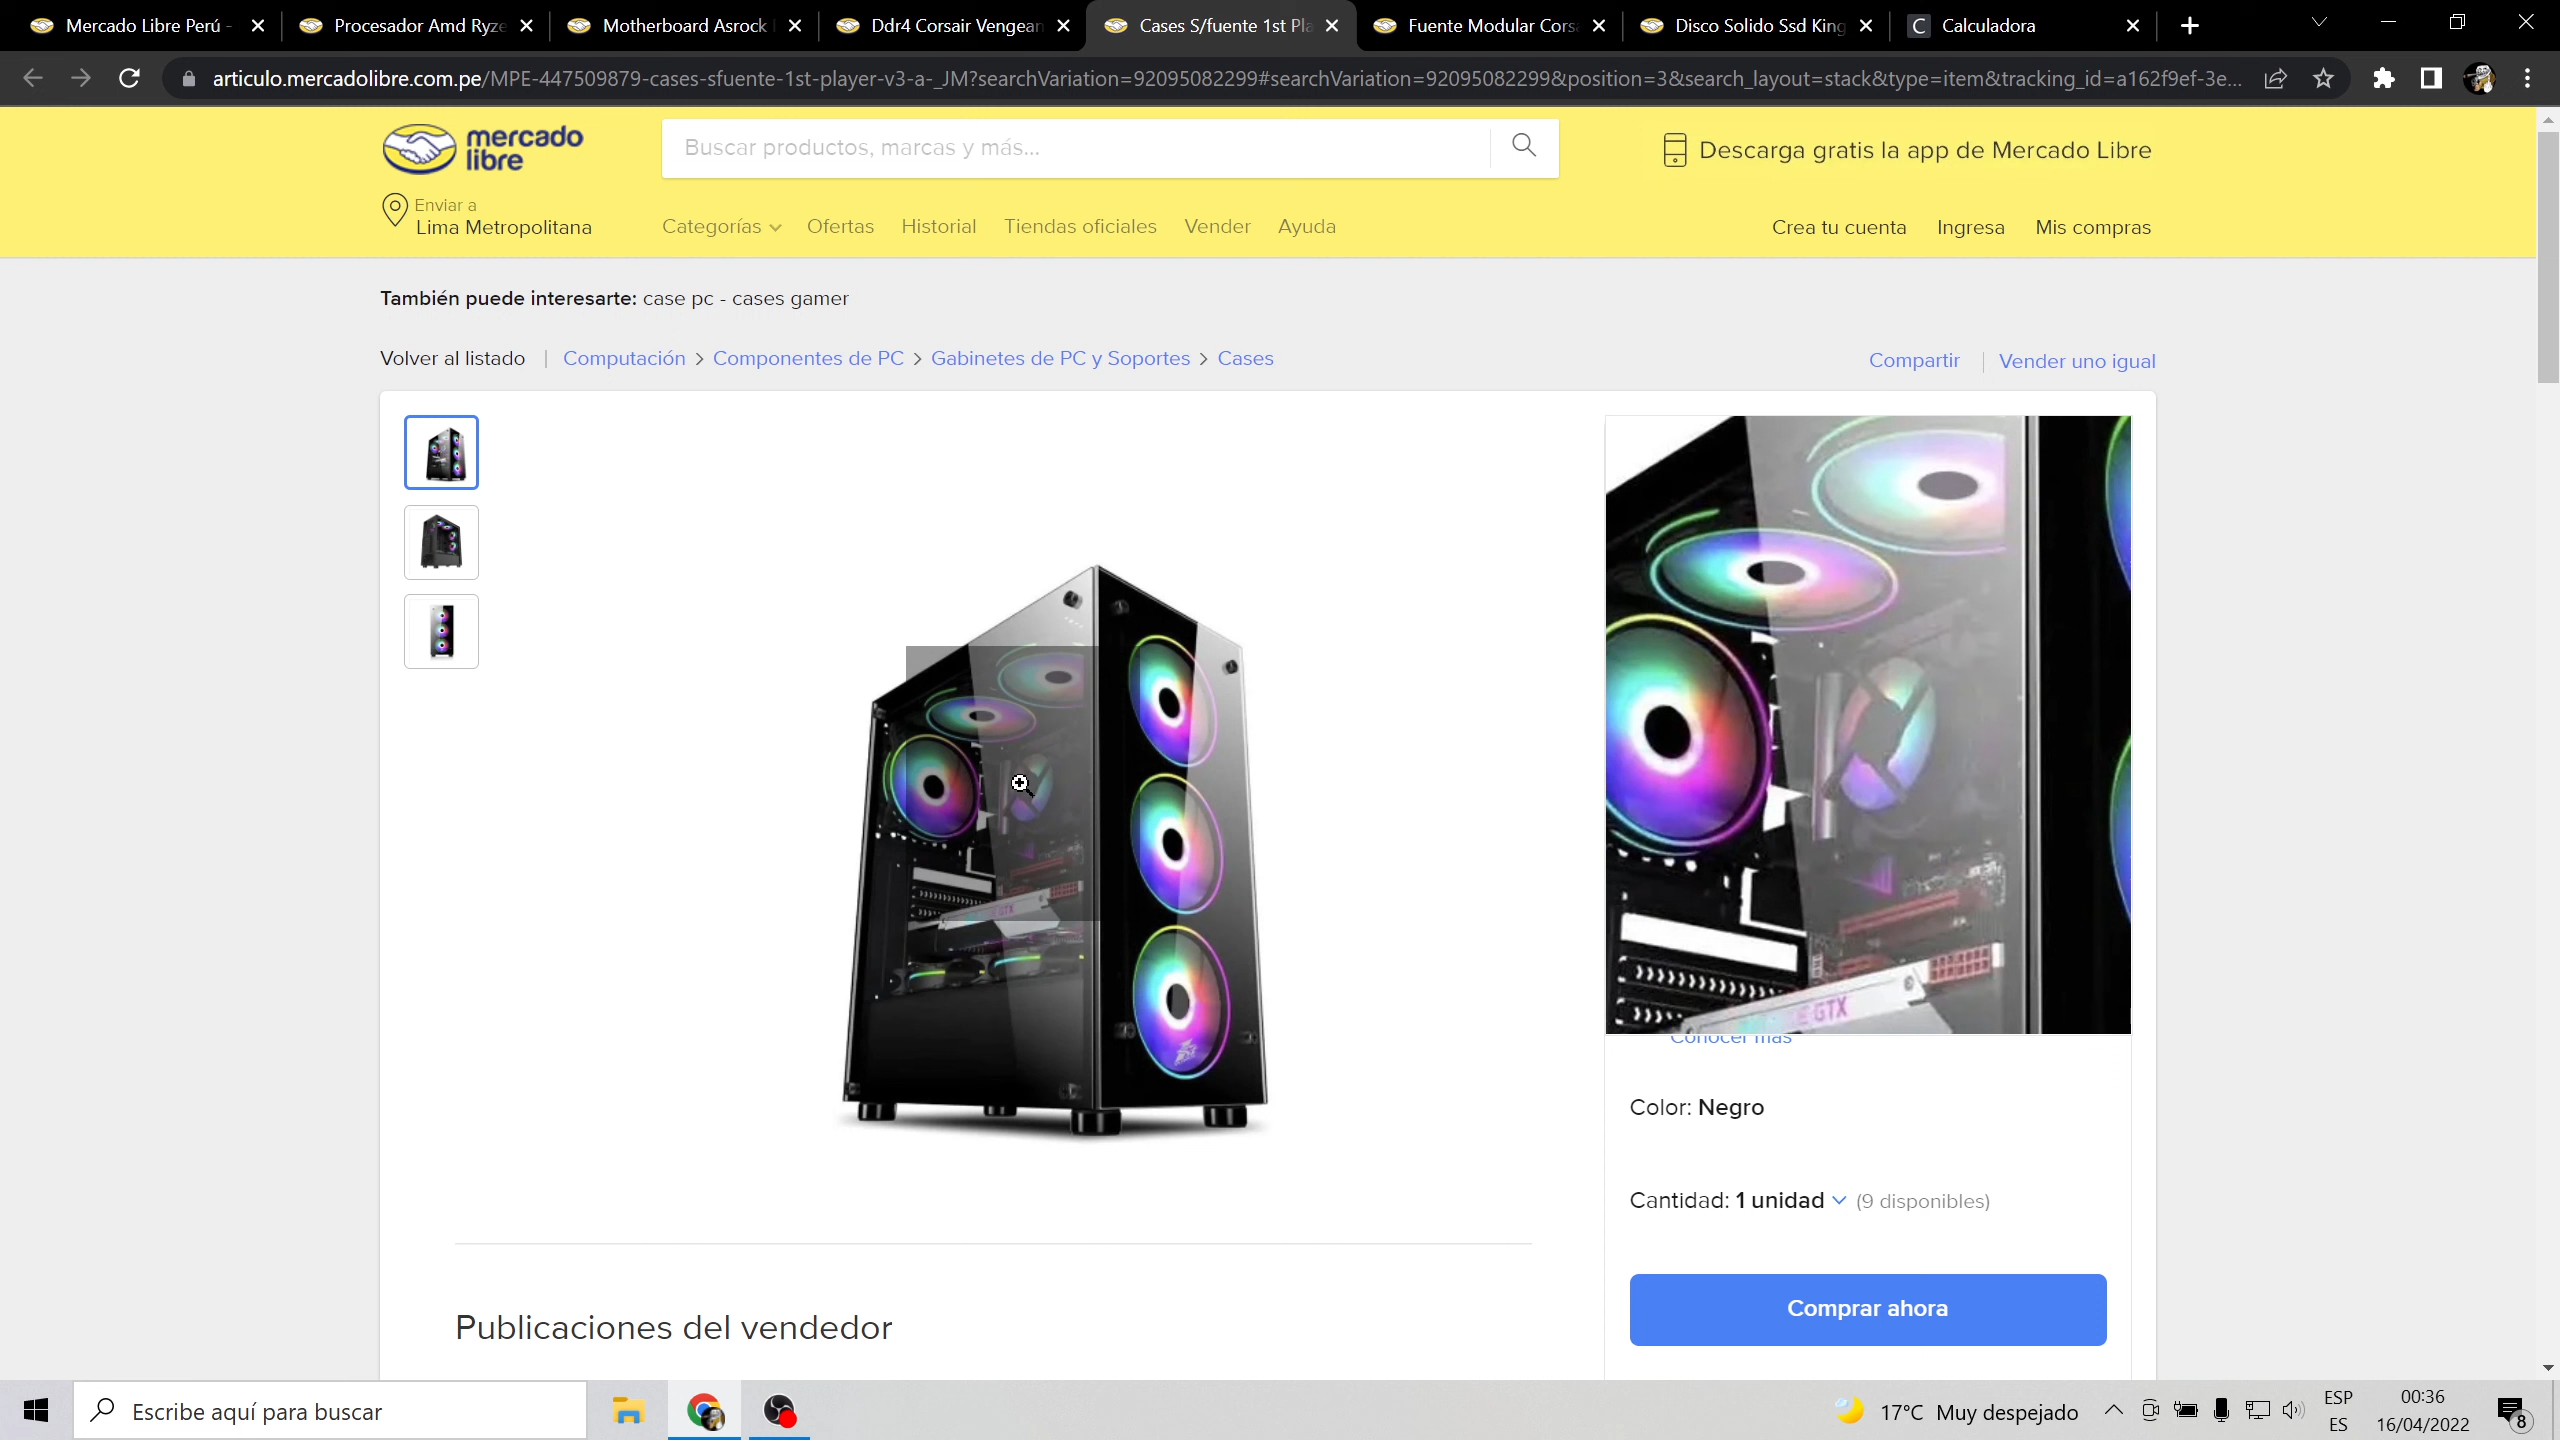 Mercado Libre Perú -
Procesador Amd Ryze
Motherboard Asrock
Ddr4 Corsair Vengean
Cases S/fuente 1st Pla
Fuente Modular Corsa
Disco Solido Ssd King
C Calculadora
articulo.mercadolibre.com.pe/MPE-447509879-cases-sfuente-1st-player-v3-a-_JM?searchVariation=92095082299#searchVariation=92095082299&position=3&search_layout=stack&type=item&tracking_id=a162f9ef-3e...
mercado
libre
Buscar productos, marcas y más...
Descarga gratis la app de Mercado Libre
Enviar a
Lima Metropolitana
Categorías Ofertas Historial Tiendas oficiales Vender Ayuda
Crea tu cuenta Ingresa Mis compras
También puede interesarte: case pc - cases gamer
Volver al listado | Computación > Componentes de PC > Gabinetes de PC y Soportes > Cases
Compartir | Vender uno igual
GTX
GTX
Conocer más
Color: Negro
Cantidad: 1 unidad (9 disponibles)
Comprar ahora
Publicaciones del vendedor
Escribe aquí para buscar
17°C Muy despejado
ESP
ES
00:36
16/04/2022
8